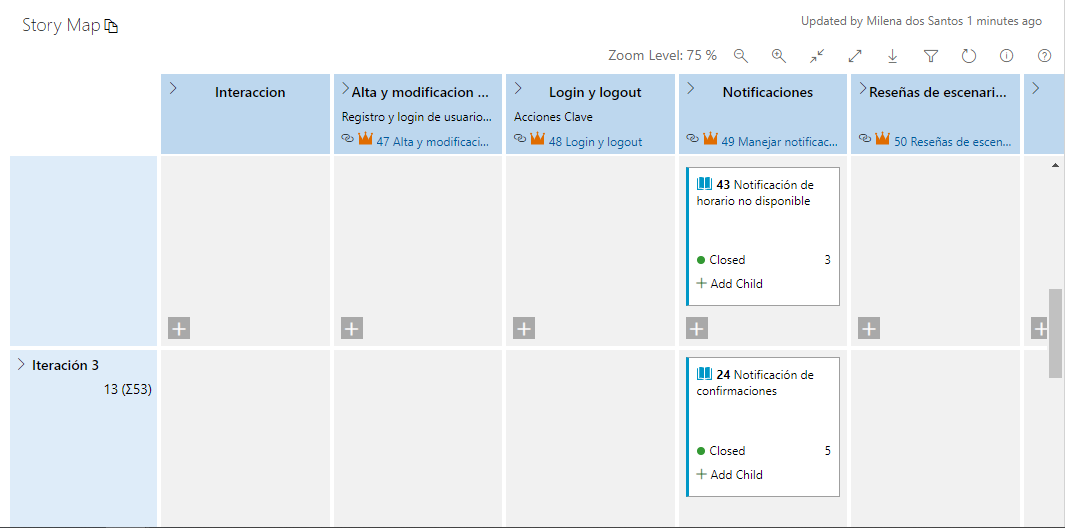 Story Map
Updated by Milena dos Santos 1 minutes ago
Zoom Level: 75 %
Interaccion
Alta y modificacion ...
Registro y login de usuario...
47 Alta y modificaci...
Login y logout
Acciones Clave
48 Login y logout
Notificaciones
49 Manejar notificac...
Reseñas de escenari...
50 Reseñas de escen...
43 Notificación de
horario no disponible
Closed 3
+ Add Child
Iteración 3
13 (Σ53)
24 Notificación de
confirmaciones
Closed 5
+ Add Child